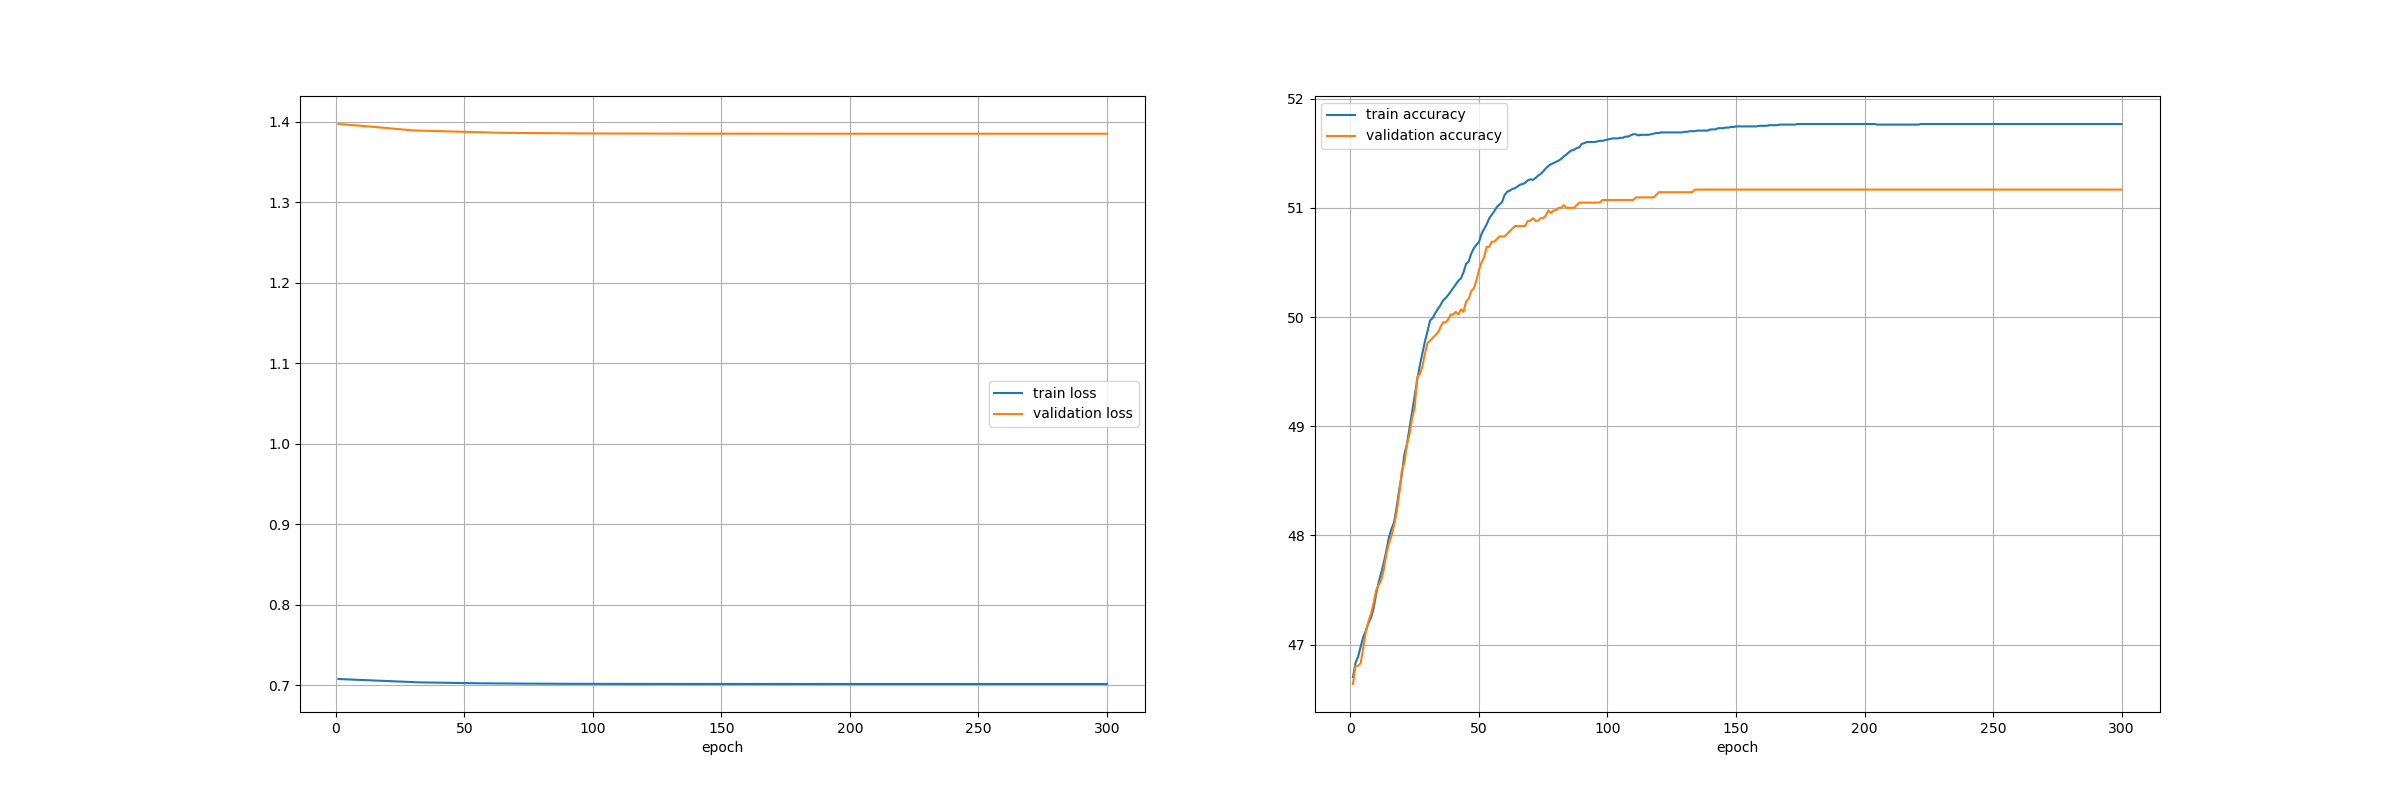 1.4
1.3
1.2
1.1
1.0
0.9
0.8
0.7
0 50 100 150 200 250 300
epoch
train loss
validation loss
52
51
50
49
48
47
0 50 100 150 200 250 300
epoch
train accuracy
validation accuracy